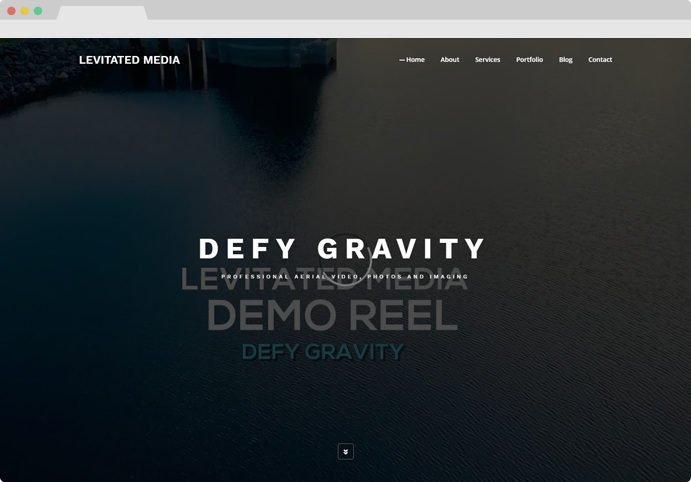 LEVITATED MEDIA
Home About Services Portfolio Blog Contact
DEFY GRAVITY
PROFESSIONAL AERIAL VIDEO, PHOTOS AND IMAGING
LEVITATED MEDIA
DEMO REEL
DEFY GRAVITY